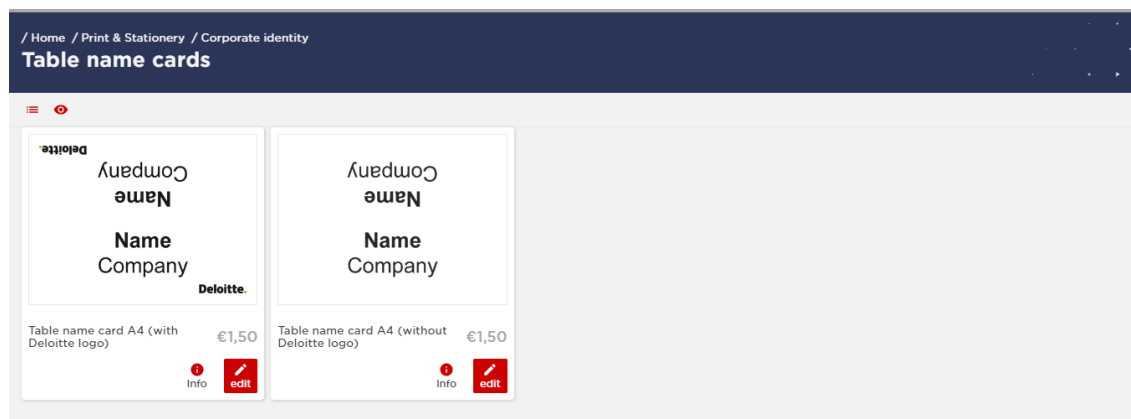 / Home / Print & Stationery / Corporate identity
Table name cards
Deloitte.
Company
Name
Name
Company
Deloitte.
Table name card A4 (with
Deloitte logo)
€1,50
Info
edit
Company
Name
Name
Company
Table name card A4 (without
Deloitte logo)
€1,50
Info
edit